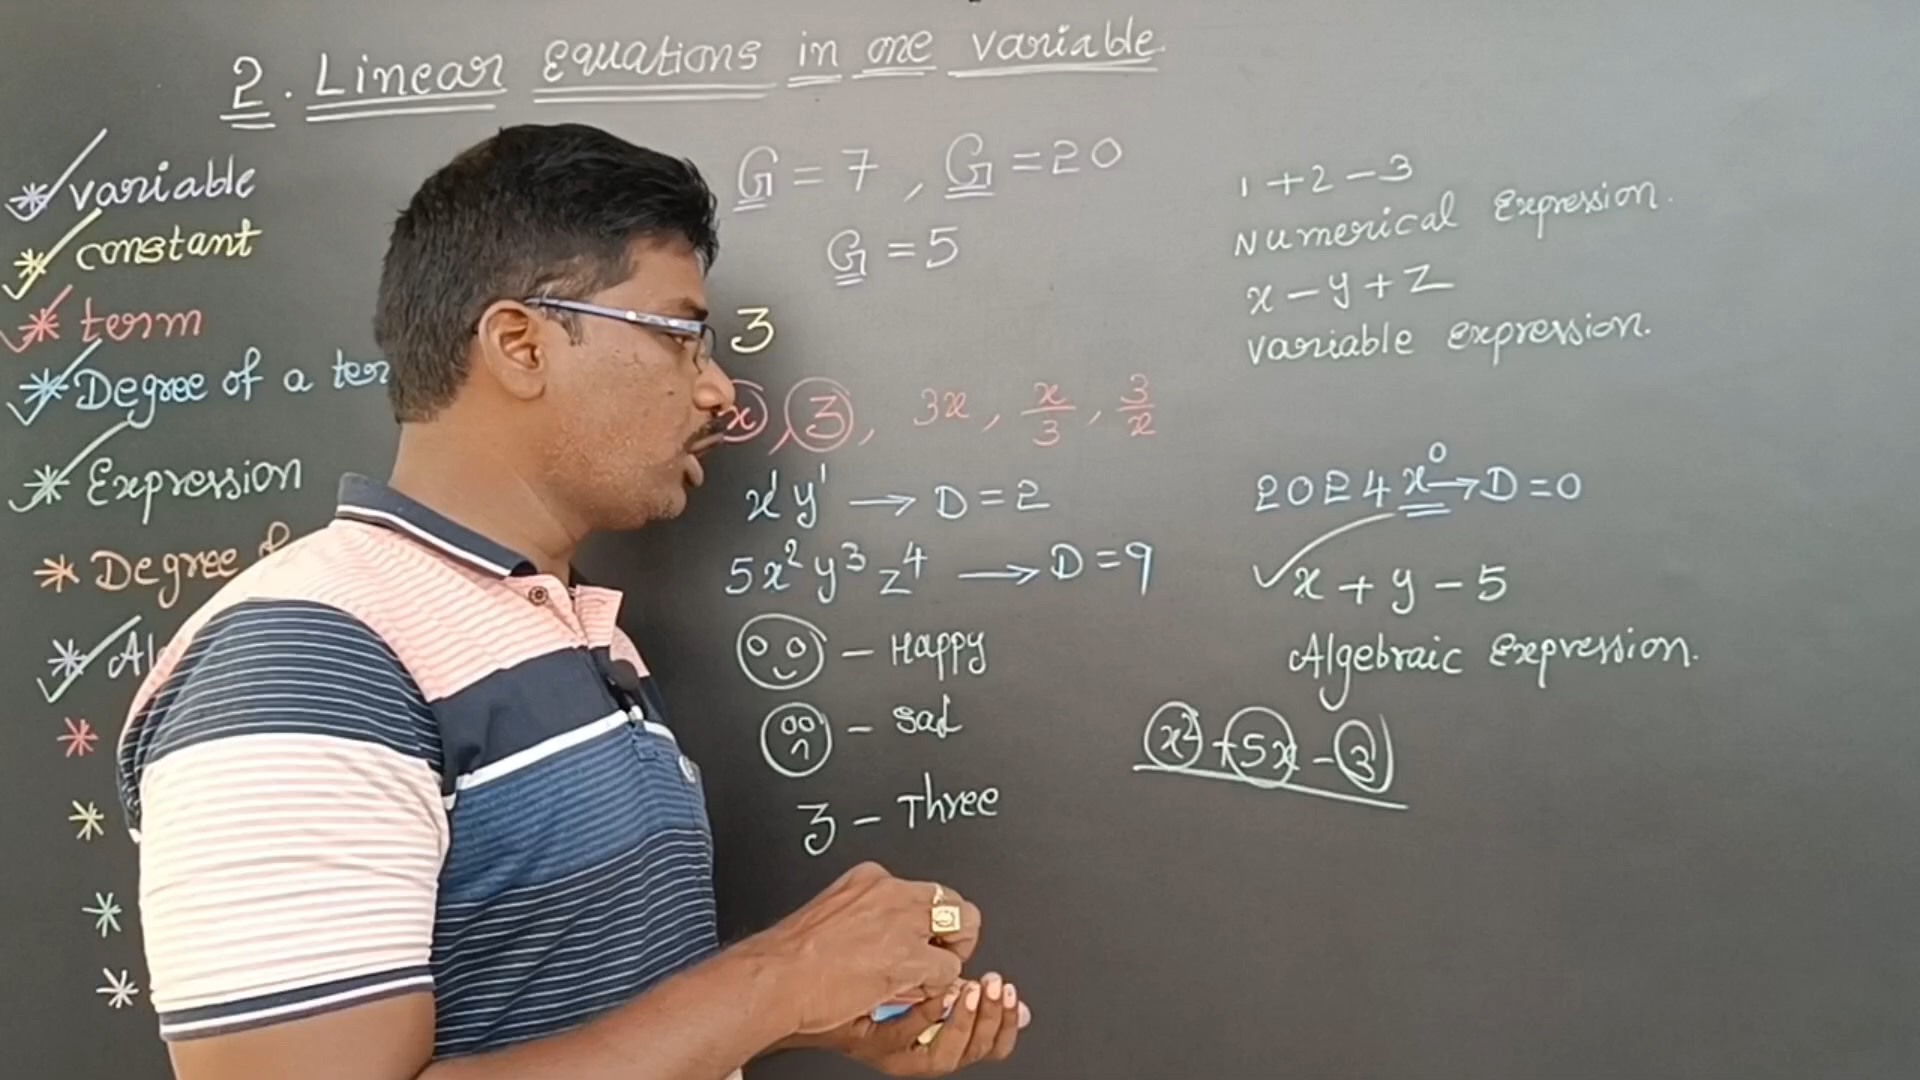 2. Linear equations in one variable.
* variable
* constant
* term
* Degree of a
* Expression
* Degree
*
*
*
*
*
G = 7 , G = 20
G = 5
3
x , 3 , 3x , x/3 , 3/x
x¹y¹ → D = 2
5x²y³z⁴ → D = 9
– Happy
– Sad
3 – Three
1 + 2 – 3
Numerical Expression.
x – y + z
Variable expression.
2024x⁰ → D = 0
x + y – 5
Algebraic Expression.
x² + 5x – 3